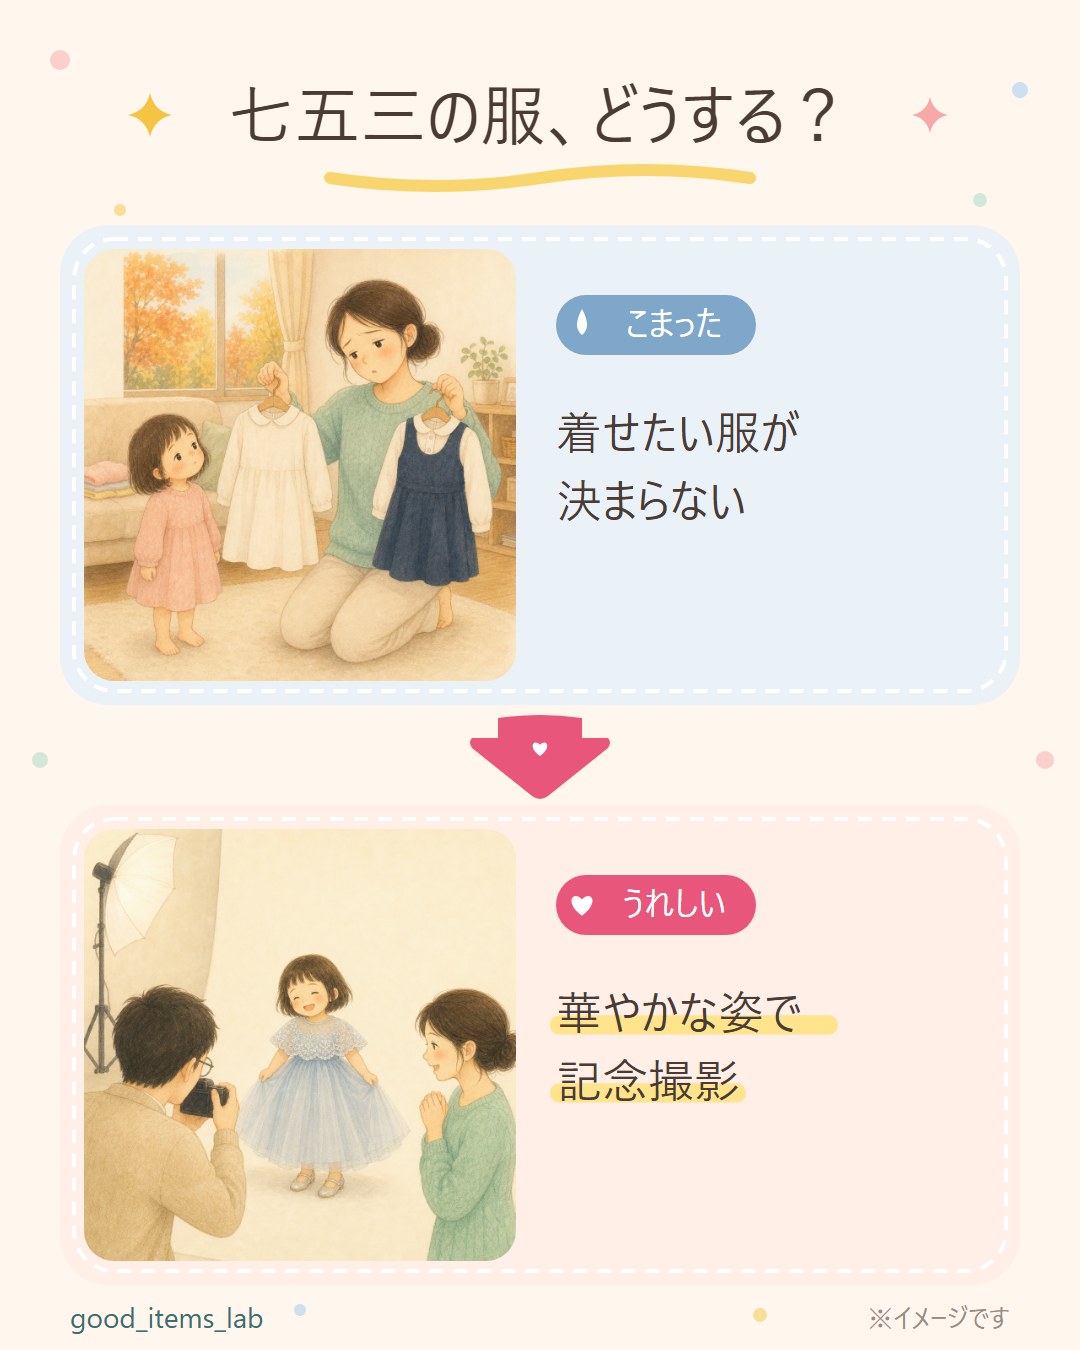 七五三の服、どうする？
こまった
着せたい服が
決まらない
うれしい
華やかな姿で
記念撮影
good_items_lab
※イメージです